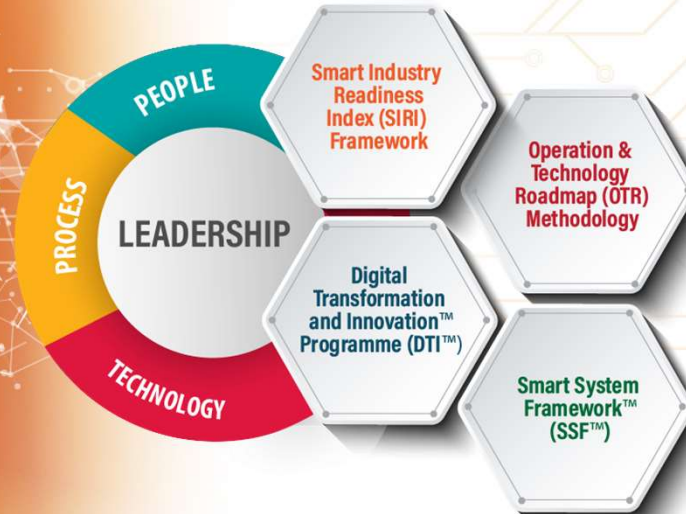 PEOPLE
PROCESS
LEADERSHIP
TECHNOLOGY
Smart Industry
Readiness
Index (SIRI)
Framework
Operation &
Technology
Roadmap (OTR)
Methodology
Digital
Transformation
and Innovation™
Programme (DTI™)
Smart System
Framework™
(SSF™)